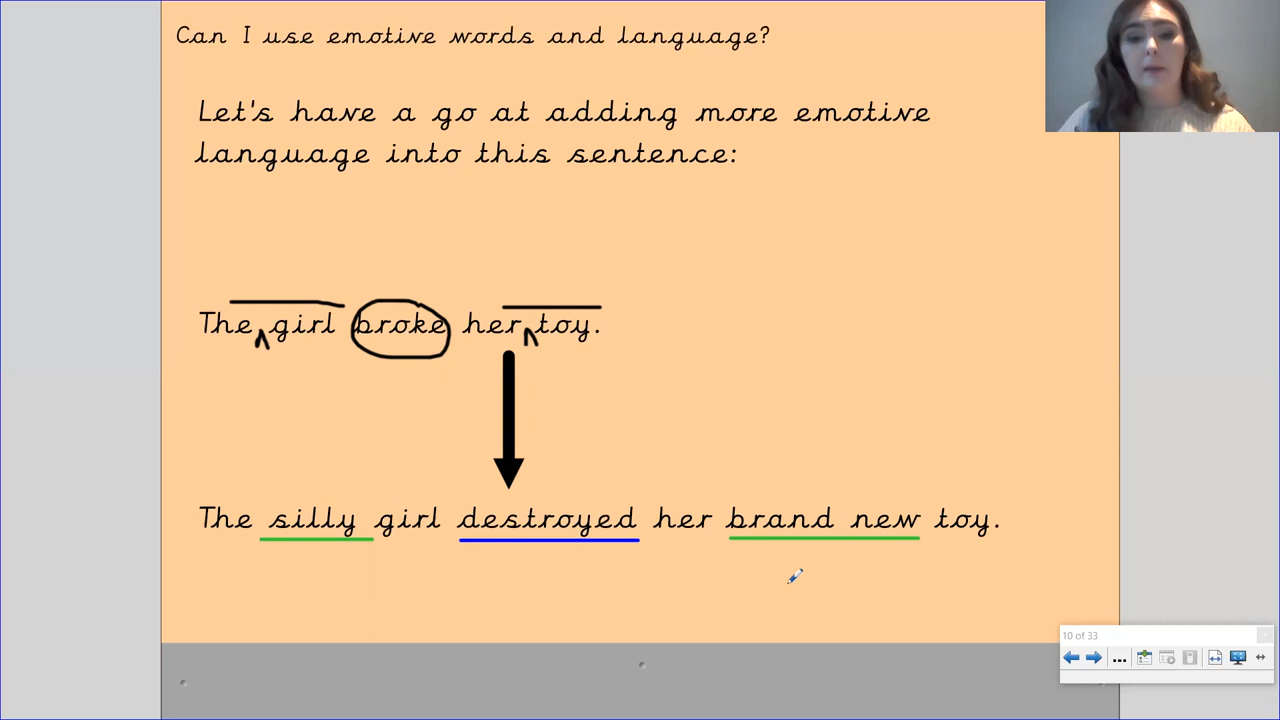 Can I use emotive words and language?
Let's have a go at adding more emotive
language into this sentence:
The girl broke her toy.
The silly girl destroyed her brand new toy.
10 of 33